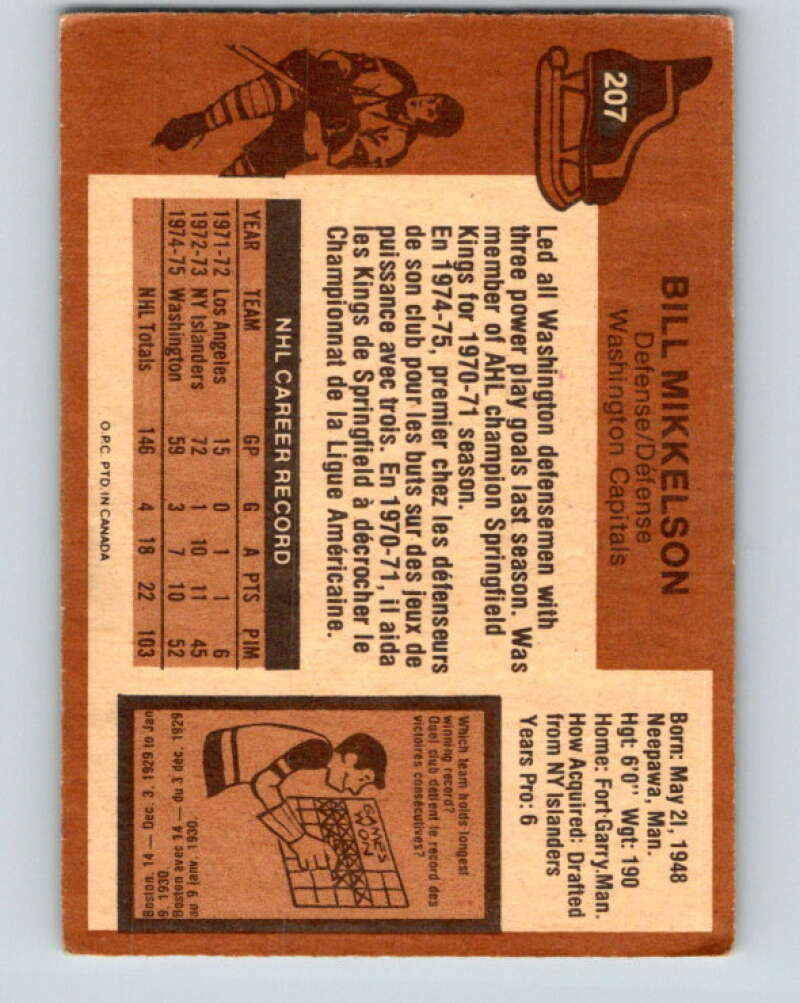 207
BILL MIKKELSON
Defense/Défense
Washington Capitals
Led all Washington defensemen with
three power play goals last season. Was
member of AHL champion Springfield
Kings for 1970-71 season.
En 1974-75, premier chez les défenseurs
de son club pour les buts sur des jeux de
puissance avec trois. En 1970-71, il aida
les Kings de Springfield à décrocher le
Championnat de la Ligue Américaine.
NHL CAREER RECORD
YEAR TEAM GP G A PTS PIM
1971-72 Los Angeles 15 0 1 1 6
1972-73 NY Islanders 72 1 10 11 45
1974-75 Washington 59 3 7 10 52
NHL Totals 146 4 18 22 103
O.P.C. PTD. IN CANADA
Born: May 21, 1948
Neepawa, Man.
Hgt: 6'0" Wgt: 190
Home: Fort Garry, Man.
How Acquired: Drafted
from NY Islanders
Years Pro: 6
Which team holds longest
winning record?
Quel club détient le record des
victoires consécutives?
GAMES
WON
Boston. 14 — Dec. 3, 1929 to Jan
9, 1930
Boston avec 14 — du 3 déc. 1929
au 9 janv. 1930.